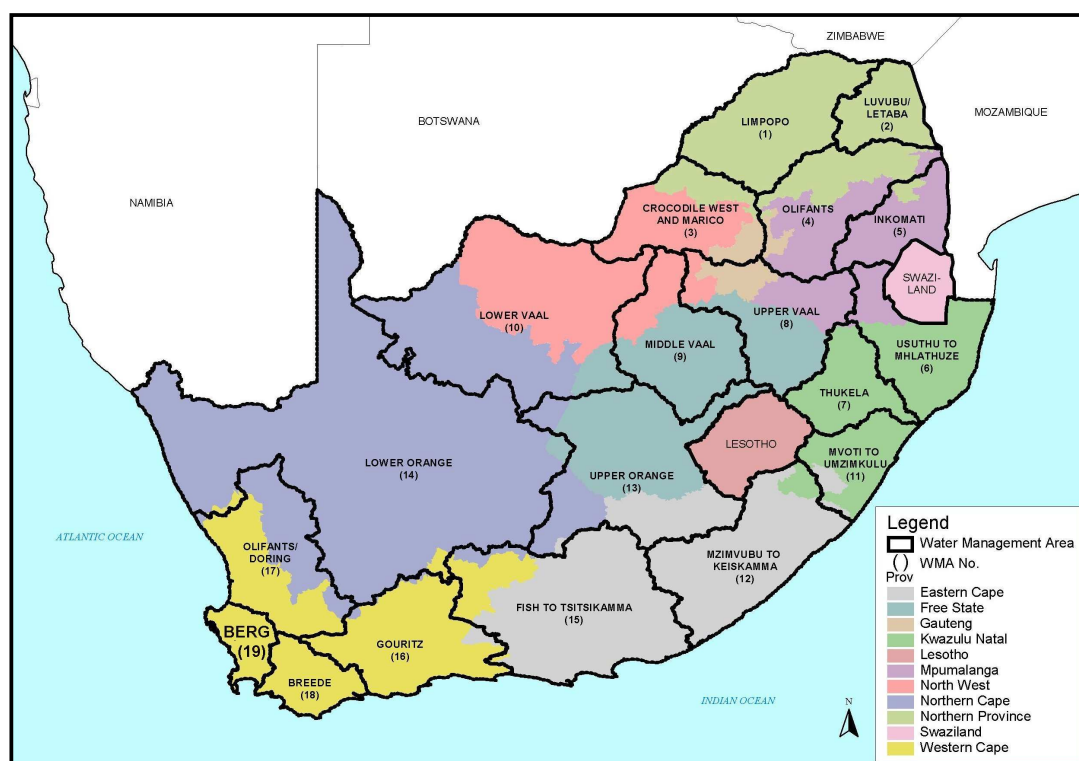 ZIMBABWE
MOZAMBIQUE
BOTSWANA
NAMIBIA
LIMPOPO
(1)
LUVUBU/
LETABA
(2)
CROCODILE WEST
AND MARICO
(3)
OLIFANTS
(4)
INKOMATI
(5)
SWAZI-
LAND
LOWER VAAL
(10)
UPPER VAAL
(8)
MIDDLE VAAL
(9)
USUTHU TO
MHLATHUZE
(6)
THUKELA
(7)
LESOTHO
MVOTI TO
UMZIMKULU
(11)
LOWER ORANGE
(14)
UPPER ORANGE
(13)
ATLANTIC OCEAN
OLIFANTS/
DORING
(17)
MZIMVUBU TO
KEISKAMMA
(12)
FISH TO TSITSIKAMMA
(15)
BERG
(19)
GOURITZ
(16)
BREEDE
(18)
INDIAN OCEAN
N
Legend
Water Management Area
( ) WMA No.
Prov
Eastern Cape
Free State
Gauteng
Kwazulu Natal
Lesotho
Mpumalanga
North West
Northern Cape
Northern Province
Swaziland
Western Cape